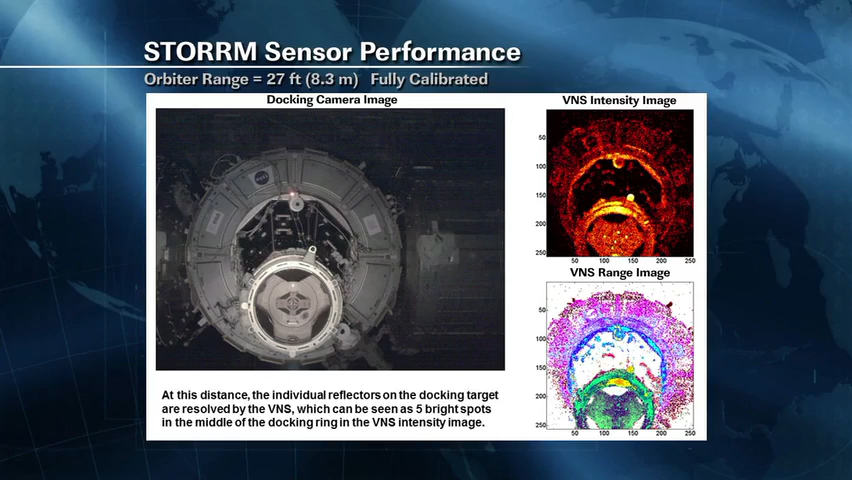 STORRM Sensor Performance
Orbiter Range = 27 ft (8.3 m) Fully Calibrated
Docking Camera Image
VNS Intensity Image
50
100
150
200
250
50 100 150 200 250
VNS Range Image
50
100
150
200
250
50 100 150 200 250
At this distance, the individual reflectors on the docking target
are resolved by the VNS, which can be seen as 5 bright spots
in the middle of the docking ring in the VNS intensity image.